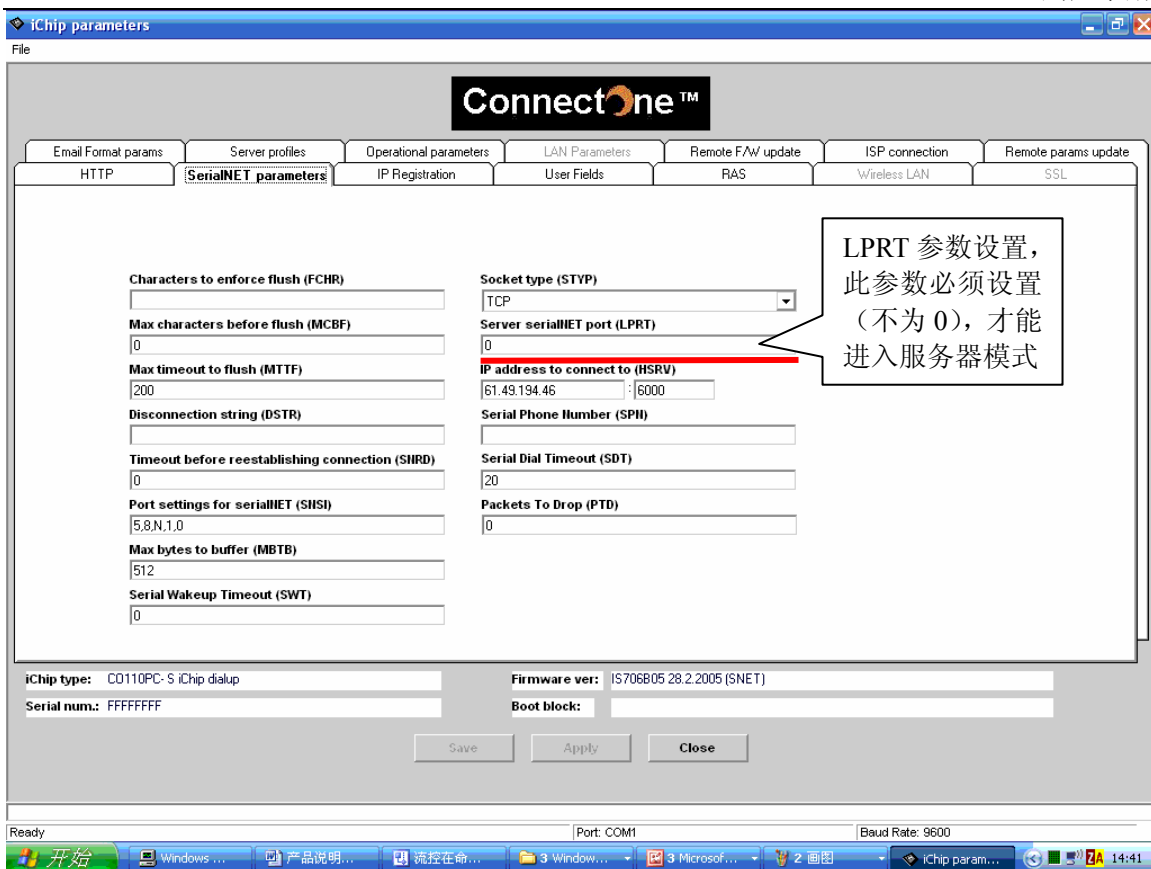 iChip parameters
File
ConnectOne™
Email Format params
Server profiles
Operational parameters
LAN Parameters
Remote F/W update
ISP connection
Remote params update
HTTP
SerialNET parameters
IP Registration
User Fields
RAS
Wireless LAN
SSL
LPRT 参数设置，
此参数必须设置
（不为 0），才能
进入服务器模式
Characters to enforce flush (FCHR)
Max characters before flush (MCBF)
0
Max timeout to flush (MTTF)
200
Disconnection string (DSTR)
Timeout before reestablishing connection (SNRD)
0
Port settings for serialNET (SNSI)
5,8,N,1,0
Max bytes to buffer (MBTB)
512
Serial Wakeup Timeout (SWT)
0
Socket type (STYP)
TCP
Server serialNET port (LPRT)
0
IP address to connect to (HSRV)
61.49.194.46 : 6000
Serial Phone Number (SPN)
Serial Dial Timeout (SDT)
20
Packets To Drop (PTD)
0
iChip type: CO110PC- S iChip dialup
Firmware ver: IS706B05 28.2.2005 (SNET)
Serial num.: FFFFFFFF
Boot block:
Save
Apply
Close
Ready
Port: COM1
Baud Rate: 9600
开始
Windows ...
产品说明...
流控在命...
3 Window...
3 Microsof...
2 画图
iChip param...
ZA
14:41